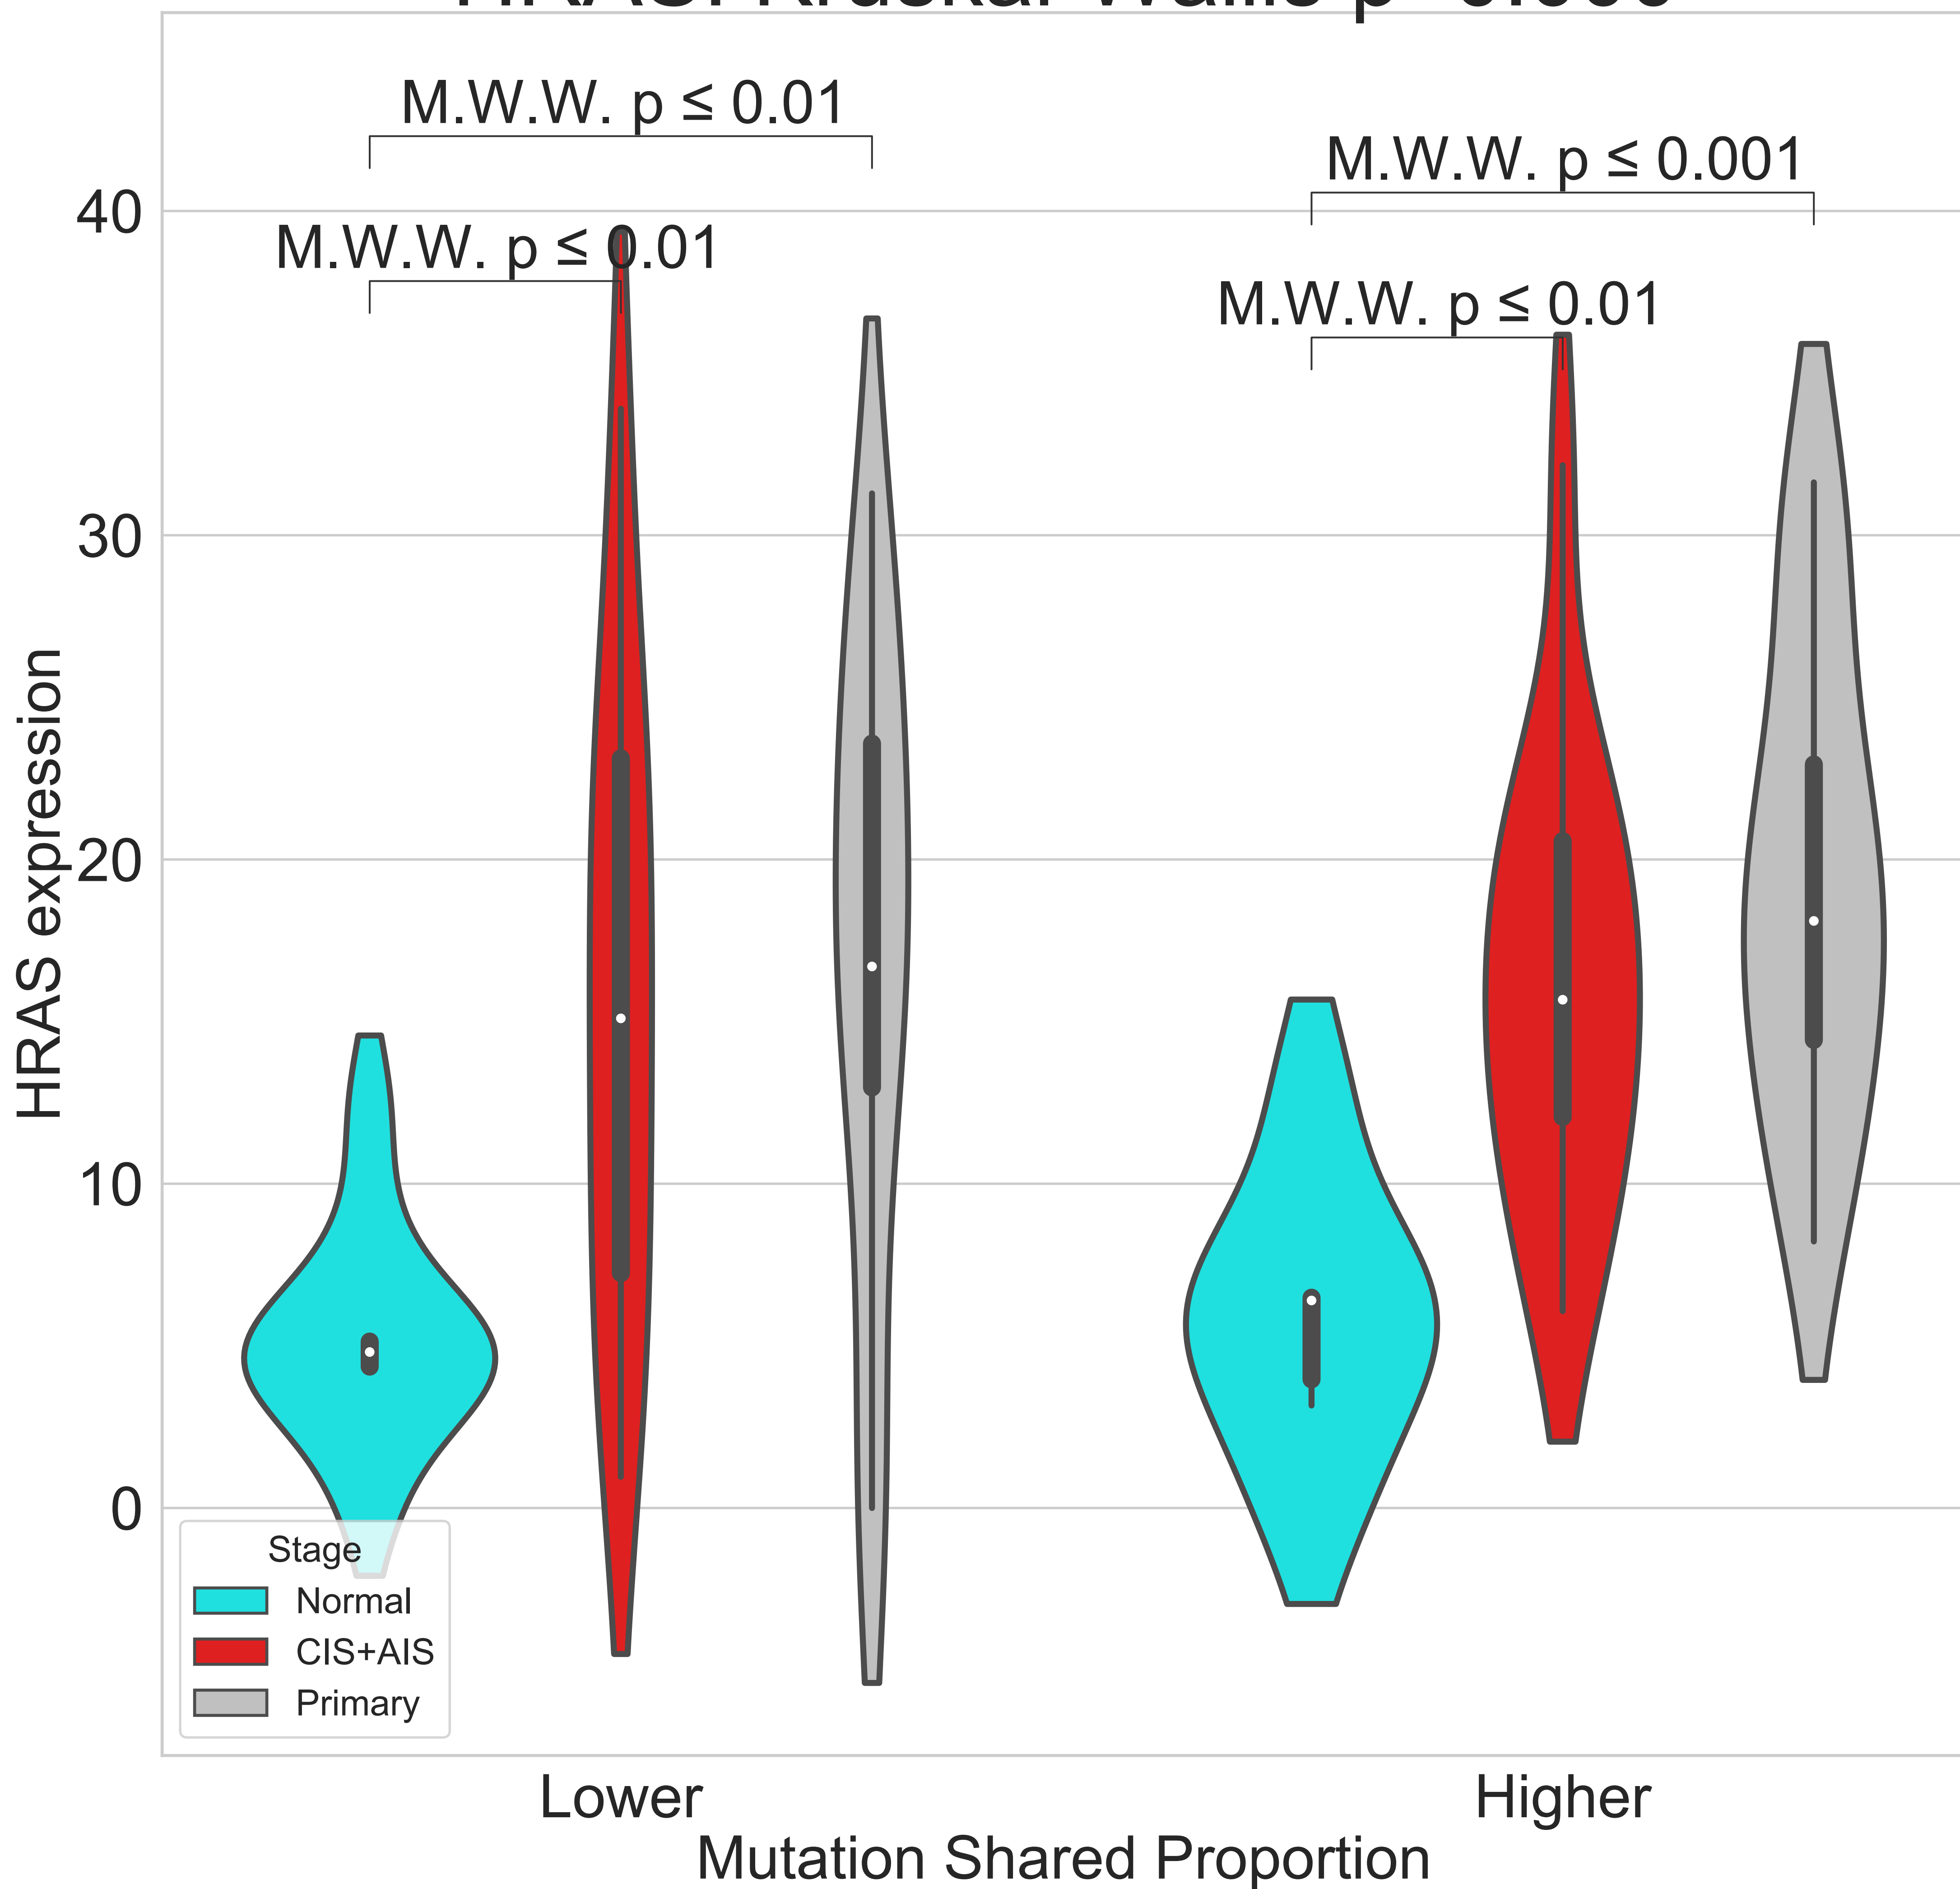 M.W.W. p ≤ 0.01
M.W.W. p ≤ 0.001
40
M.W.W. p ≤ 0.01
M.W.W. p ≤ 0.01
30
20
10
0
HRAS expression
Stage
Normal
CIS+AIS
Primary
Lower
Higher
Mutation Shared Proportion